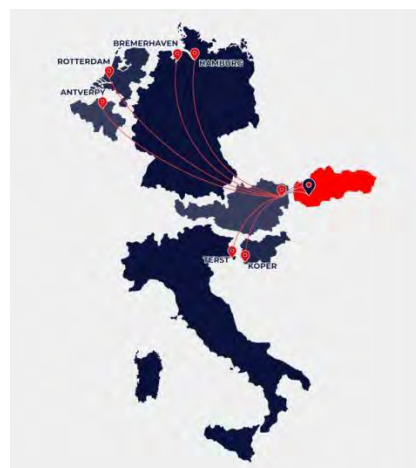 BREMERHAVEN
HAMBURG
ROTTERDAM
ANTVERPY
TERST
KOPER